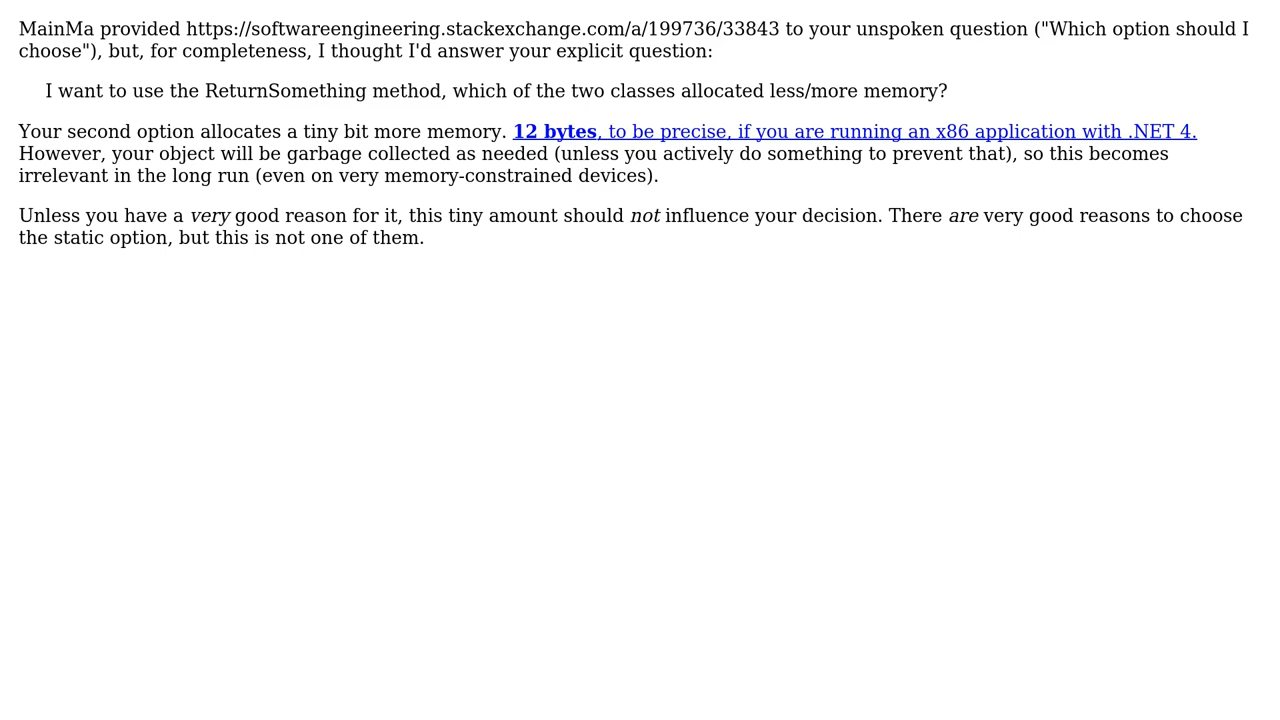 MainMa provided https://softwareengineering.stackexchange.com/a/199736/33843 to your unspoken question ("Which option should I
choose"), but, for completeness, I thought I'd answer your explicit question:
I want to use the ReturnSomething method, which of the two classes allocated less/more memory?
Your second option allocates a tiny bit more memory. 12 bytes, to be precise, if you are running an x86 application with .NET 4.
However, your object will be garbage collected as needed (unless you actively do something to prevent that), so this becomes
irrelevant in the long run (even on very memory-constrained devices).
Unless you have a very good reason for it, this tiny amount should not influence your decision. There are very good reasons to choose
the static option, but this is not one of them.